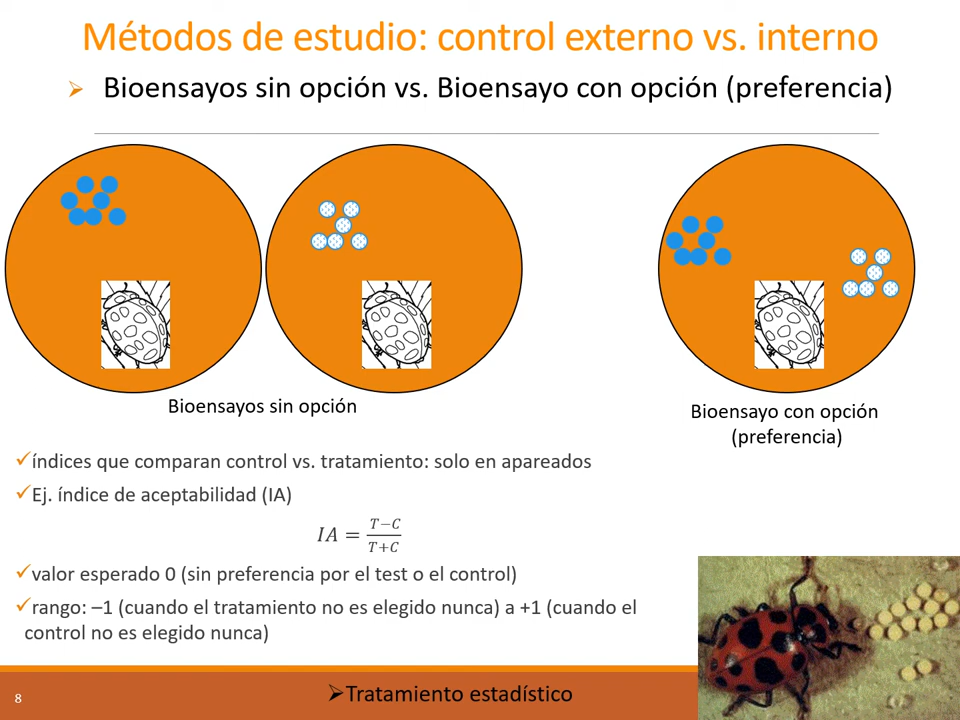 Métodos de estudio: control externo vs. interno
➢ Bioensayos sin opción vs. Bioensayo con opción (preferencia)
Bioensayos sin opción
Bioensayo con opción
(preferencia)
✓índices que comparan control vs. tratamiento: solo en apareados
✓Ej. índice de aceptabilidad (IA)
IA = (T−C)/(T+C)
✓valor esperado 0 (sin preferencia por el test o el control)
✓rango: –1 (cuando el tratamiento no es elegido nunca) a +1 (cuando el
control no es elegido nunca)
8
➢Tratamiento estadístico